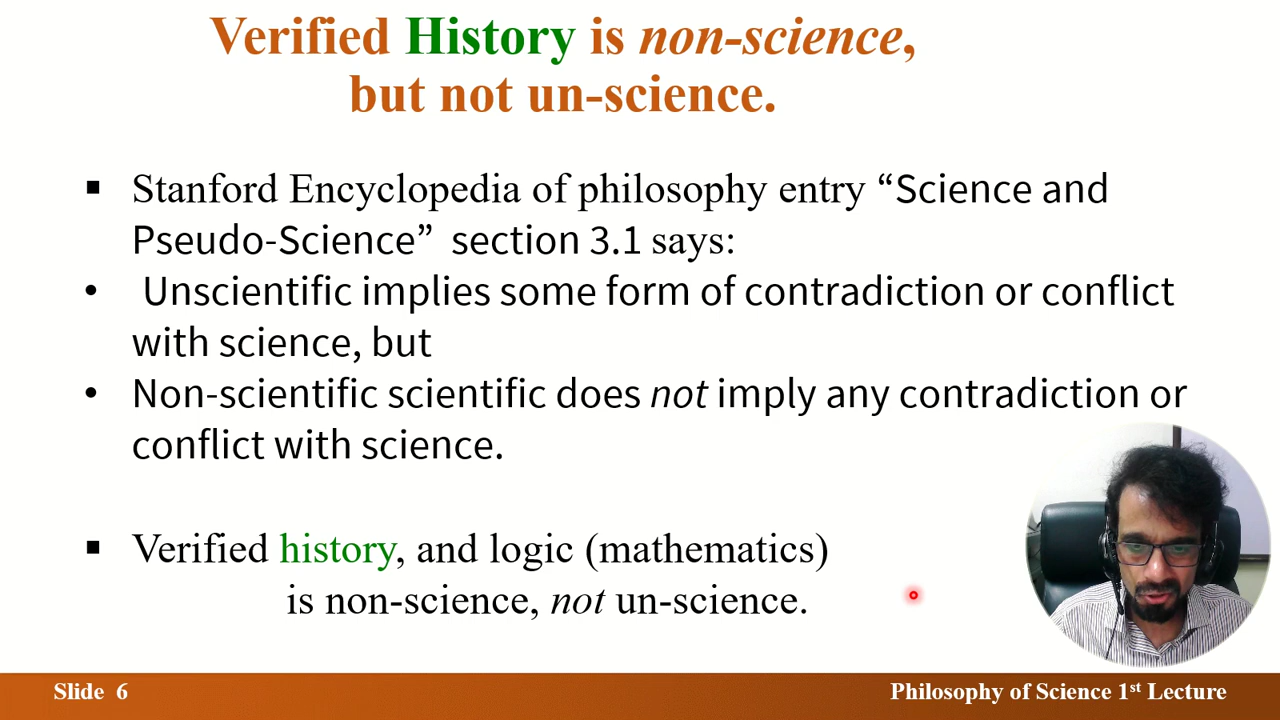 Verified History is non-science,
but not un-science.
▪ Stanford Encyclopedia of philosophy entry “Science and
Pseudo-Science” section 3.1 says:
• Unscientific implies some form of contradiction or conflict
with science, but
• Non-scientific scientific does not imply any contradiction or
conflict with science.
▪ Verified history, and logic (mathematics)
is non-science, not un-science.
Slide 6
Philosophy of Science 1st Lecture